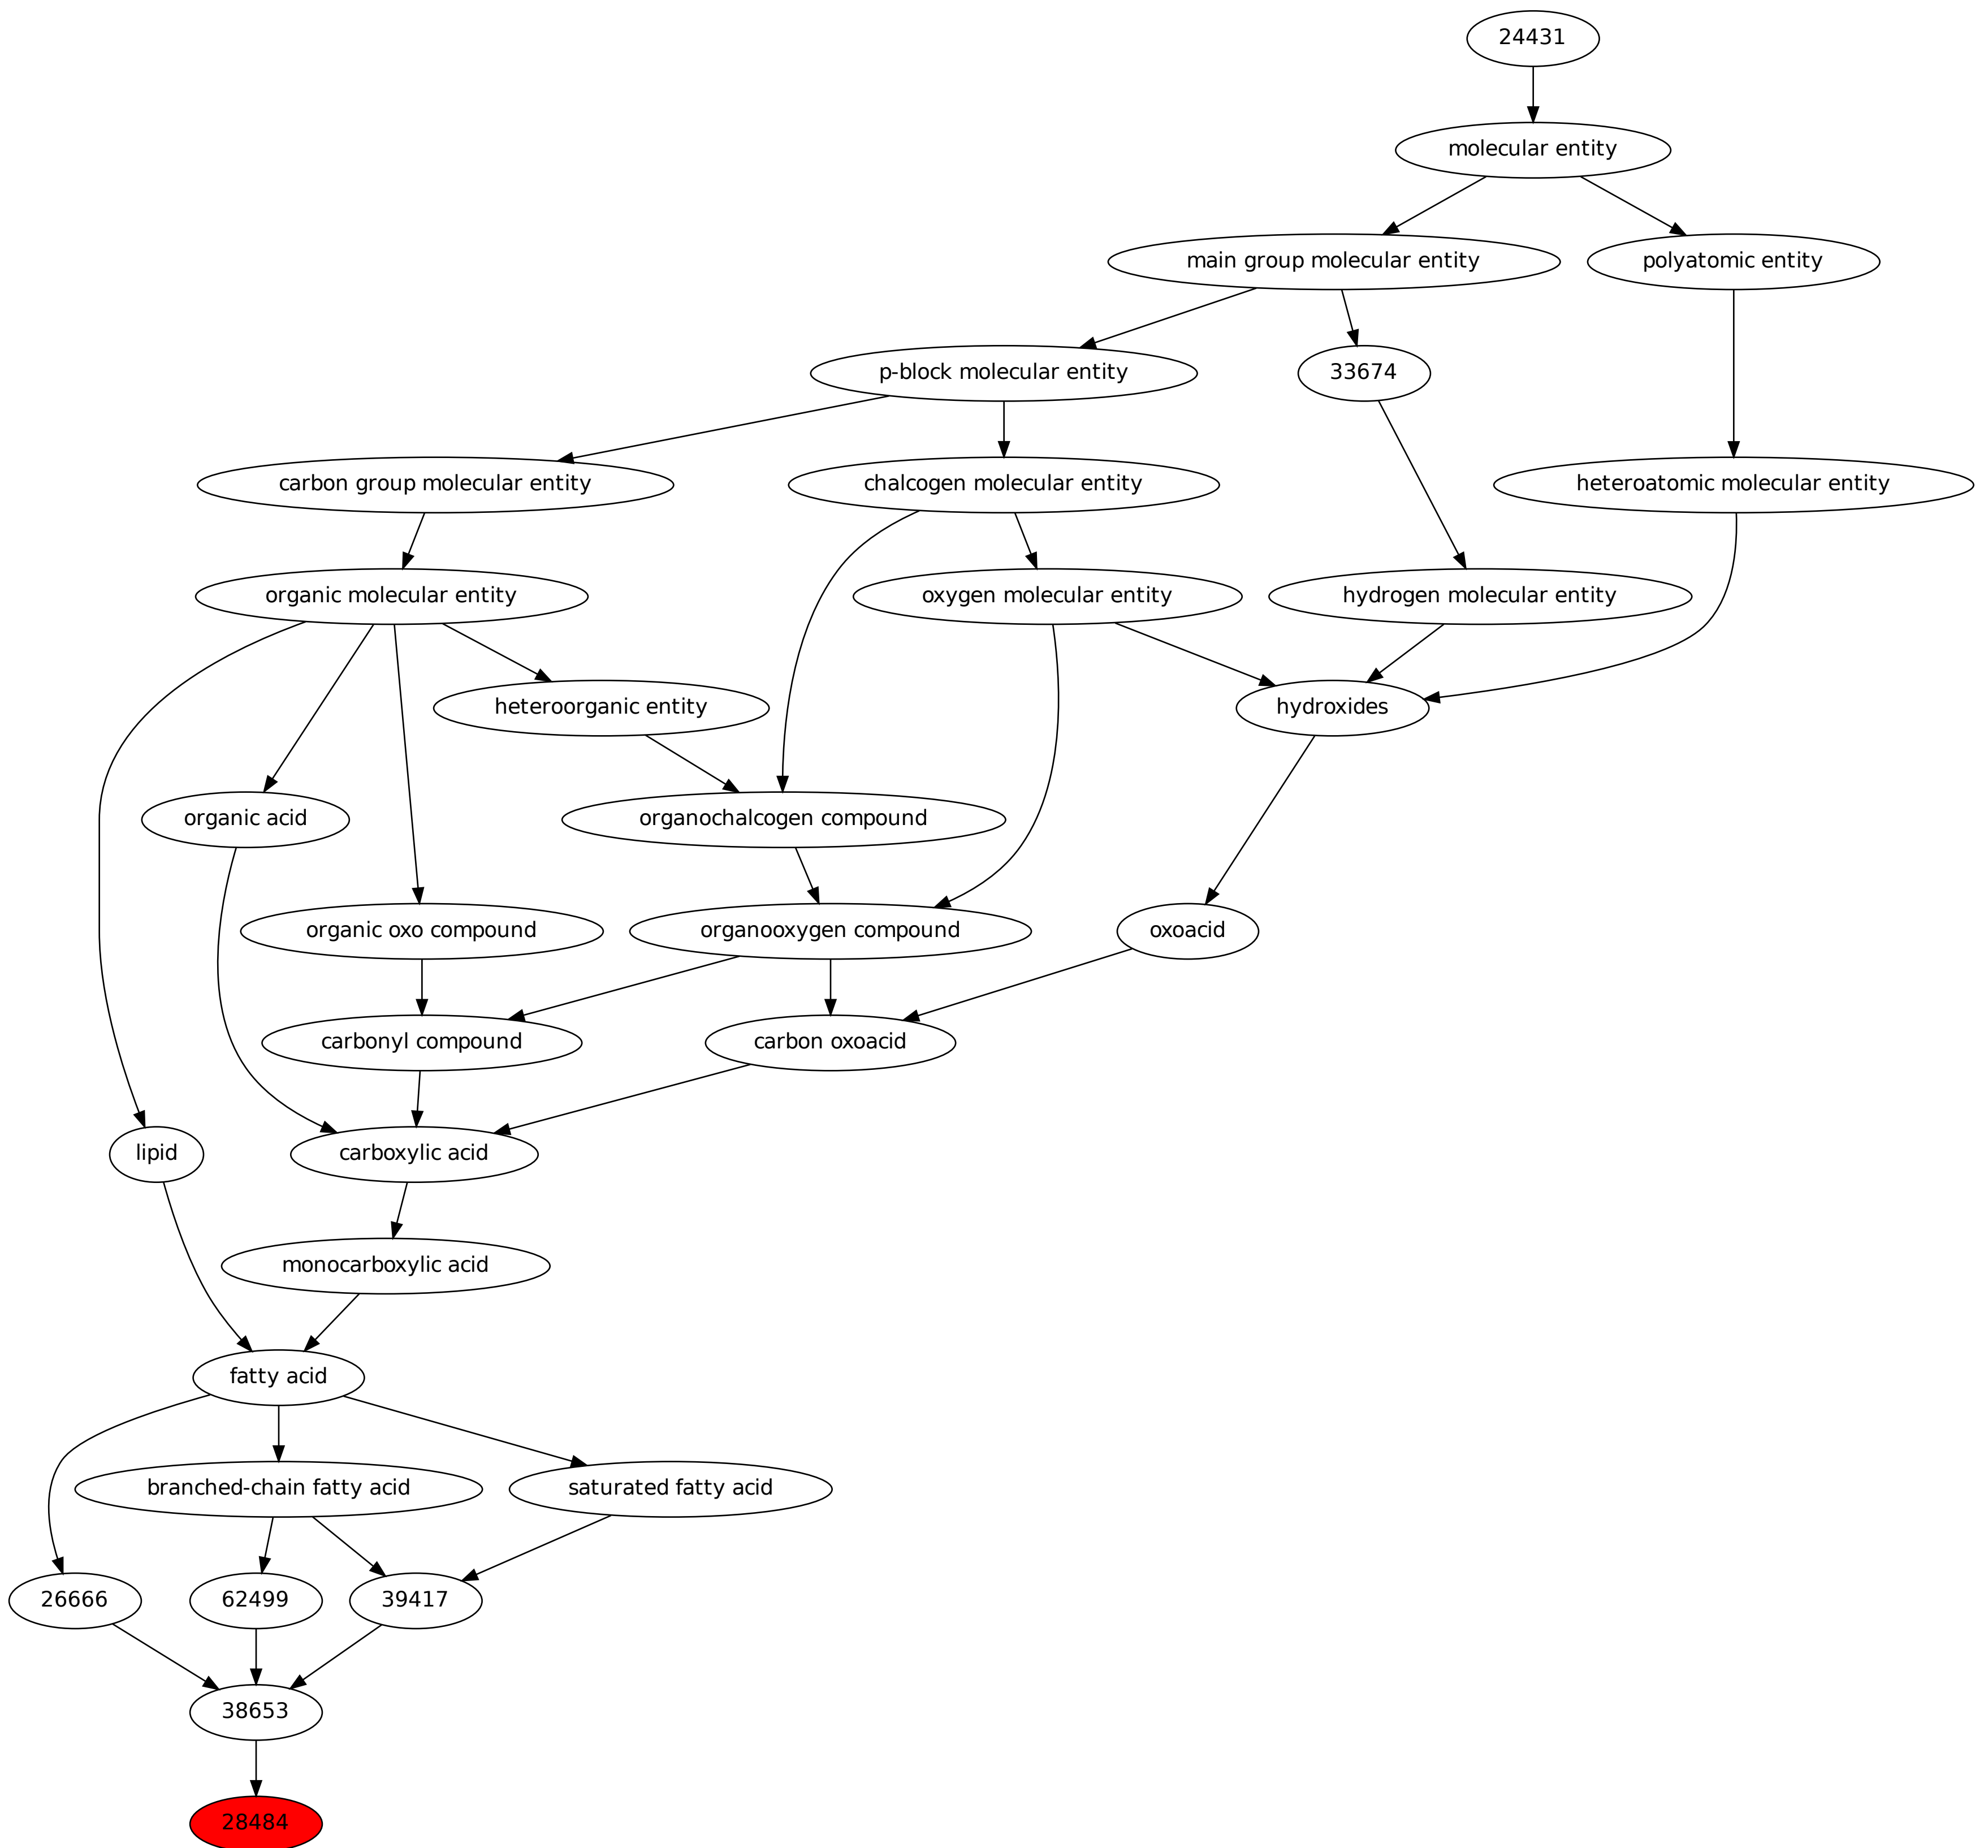 24431
molecular entity
main group molecular entity
polyatomic entity
p-block molecular entity
33674
carbon group molecular entity
chalcogen molecular entity
heteroatomic molecular entity
organic molecular entity
oxygen molecular entity
hydrogen molecular entity
heteroorganic entity
hydroxides
organic acid
organochalcogen compound
organic oxo compound
organooxygen compound
oxoacid
carbonyl compound
carbon oxoacid
lipid
carboxylic acid
monocarboxylic acid
fatty acid
branched-chain fatty acid
saturated fatty acid
26666
62499
39417
38653
28484